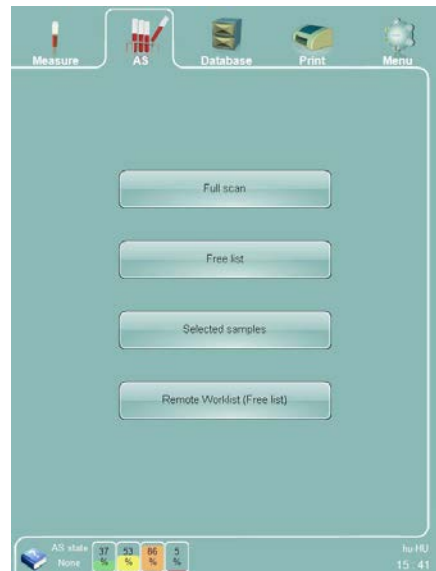 Measure AS Database Print Menu
Full scan
Free list
Selected samples
Remote Worklist (Free list)
AS state 37 53 86 5 hu-HU
None % % % % 15 : 41